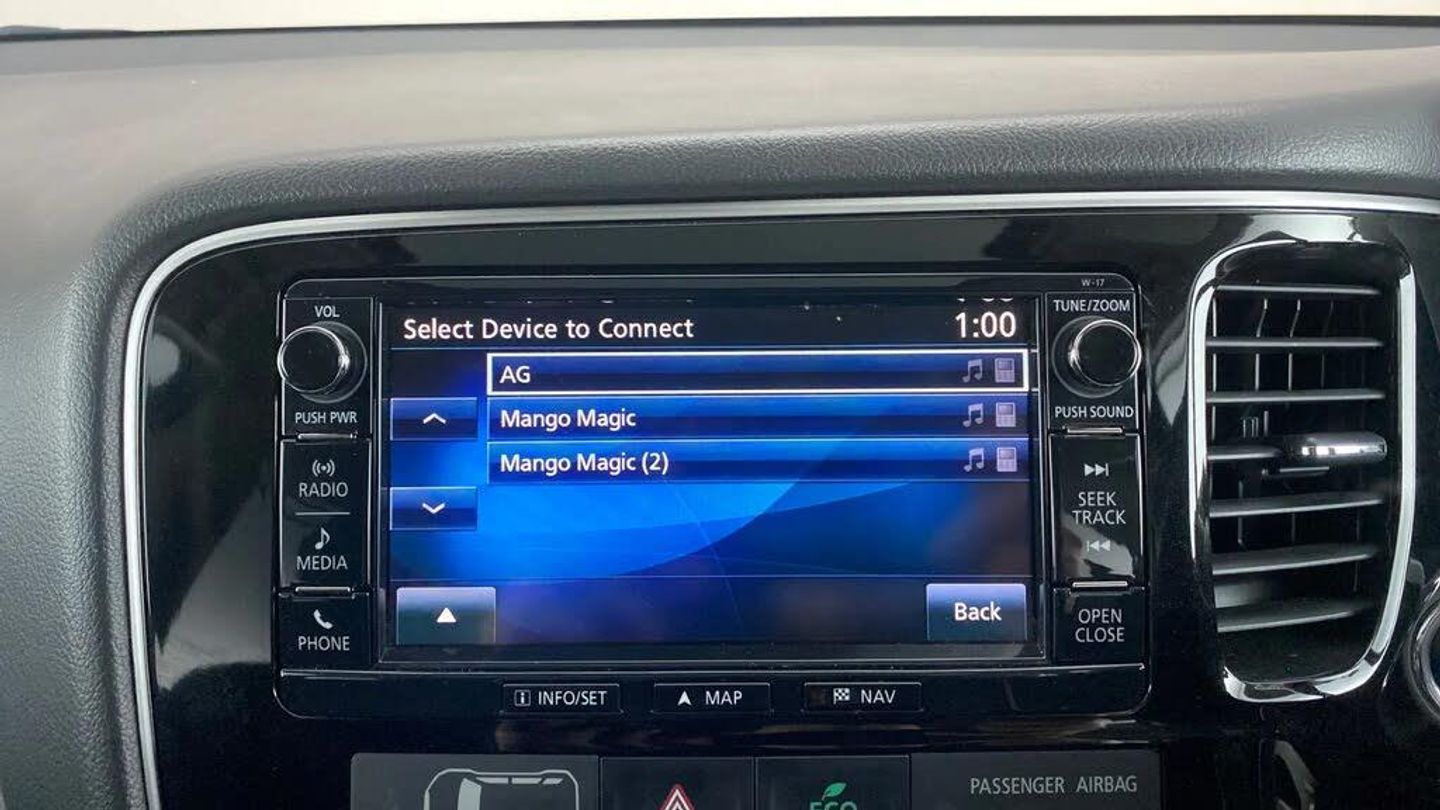 W-17
VOL
TUNE/ZOOM
Select Device to Connect
1:00
AG
PUSH PWR
Mango Magic
PUSH SOUND
Mango Magic (2)
RADIO
SEEK
TRACK
MEDIA
Back
PHONE
OPEN
CLOSE
INFO/SET
MAP
NAV
PASSENGER AIRBAG
ECO